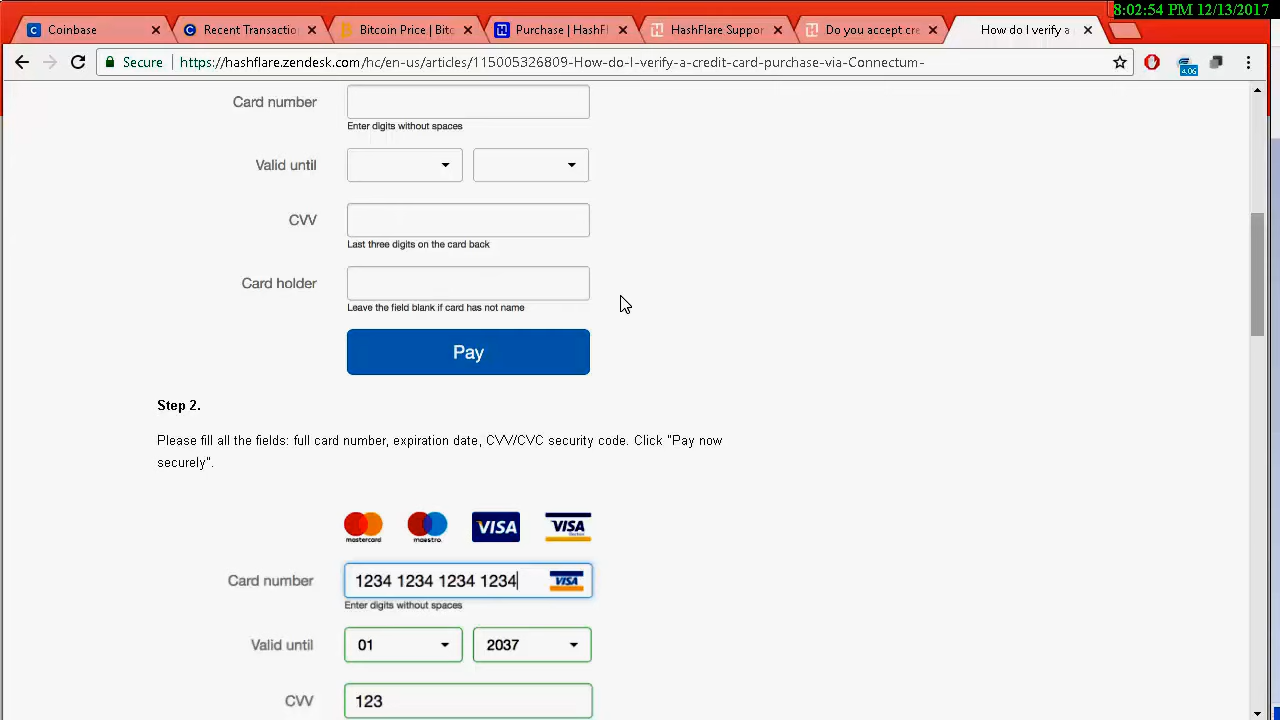 8:02:54 PM 12/13/2017
Coinbase
Recent Transactio
Bitcoin Price | Bitc
Purchase | HashFl
HashFlare Suppor
Do you accept cre
How do I verify a
Secure
https://hashflare.zendesk.com/hc/en-us/articles/115005326809-How-do-I-verify-a-credit-card-purchase-via-Connectum-
4.06
Card number
Enter digits without spaces
Valid until
CVV
Last three digits on the card back
Card holder
Leave the field blank if card has not name
Pay
Step 2.
Please fill all the fields: full card number, expiration date, CVV/CVC security code. Click "Pay now
securely".
mastercard
maestro
VISA
VISA
Electron
Card number
1234 1234 1234 1234
VISA
Enter digits without spaces
Valid until
01
2037
CVV
123